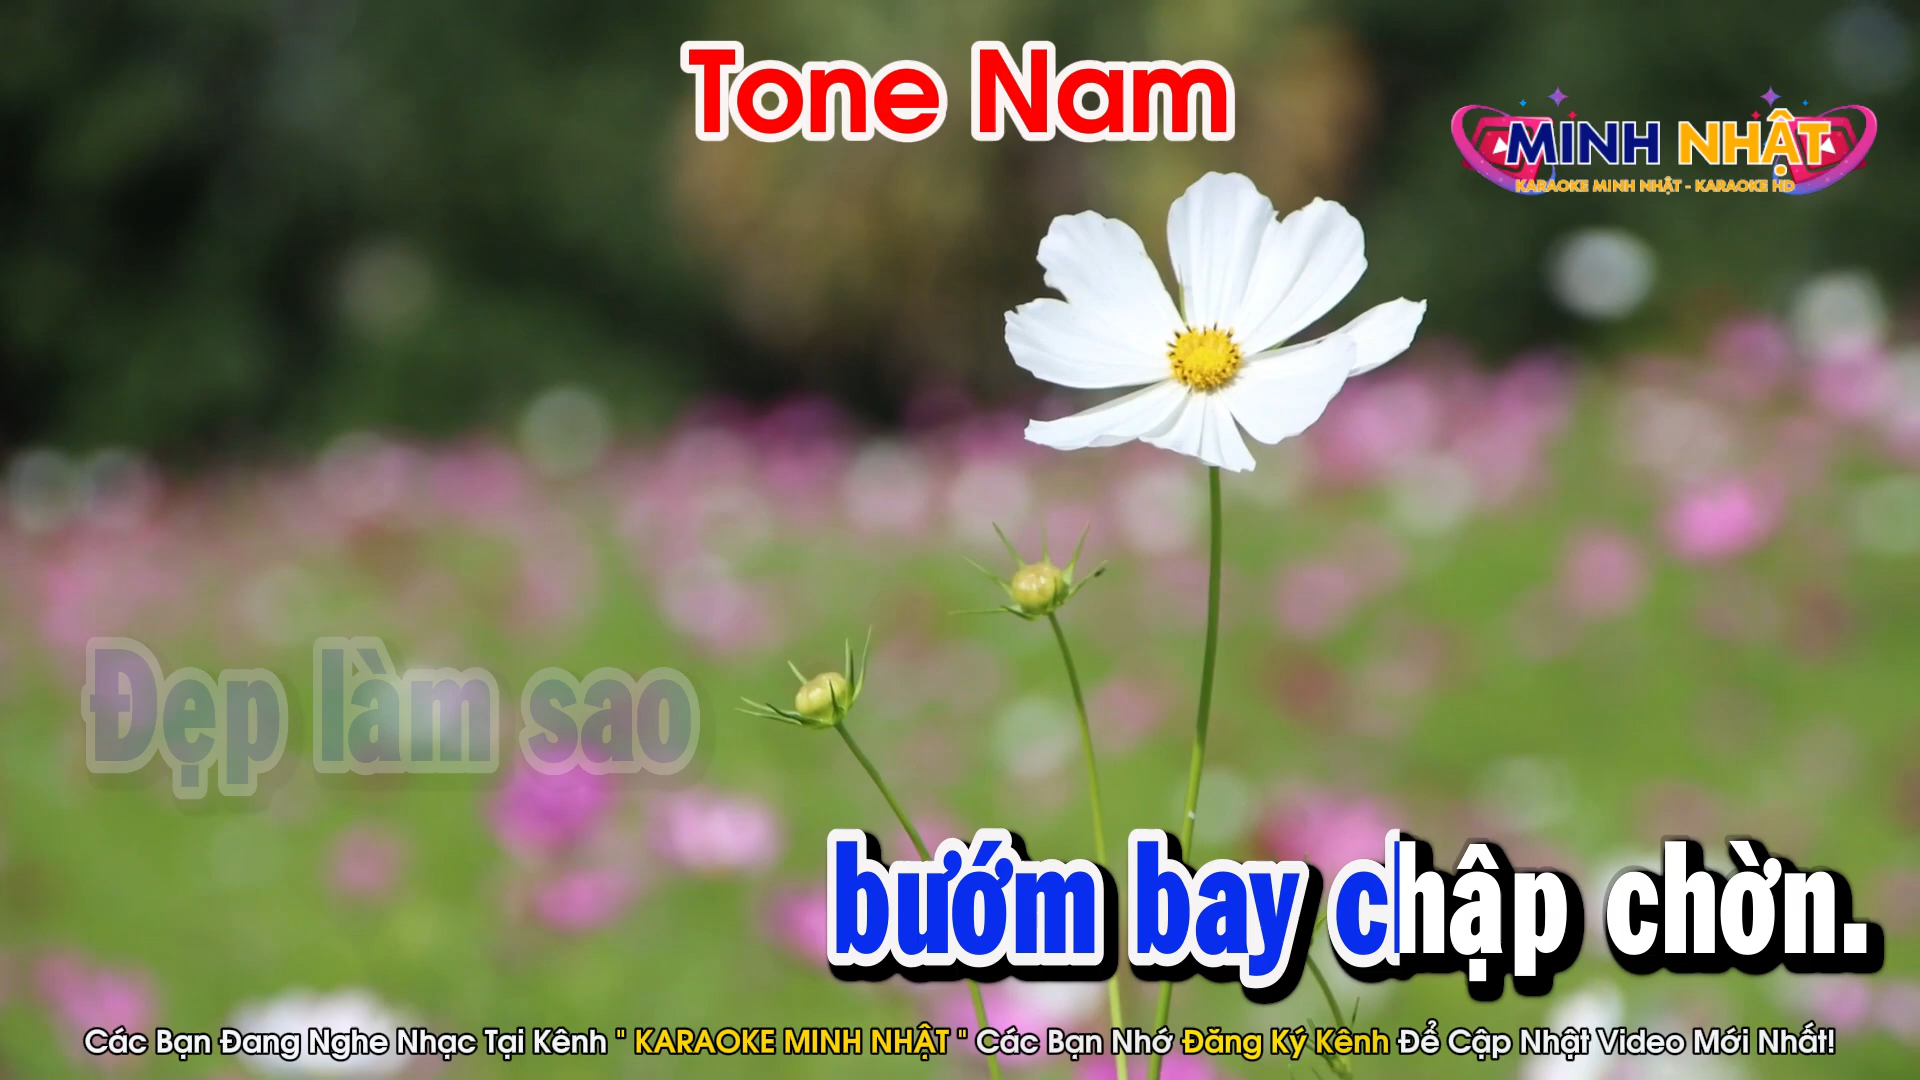 Tone Nam
MINH NHẬT
KARAOKE MINH NHẬT - KARAOKE HD
Đẹp làm sao
bướm bay chập chờn.
Các Bạn Đang Nghe Nhạc Tại Kênh " KARAOKE MINH NHẬT " Các Bạn Nhớ Đăng Ký Kênh Để Cập Nhật Video Mới Nhất!